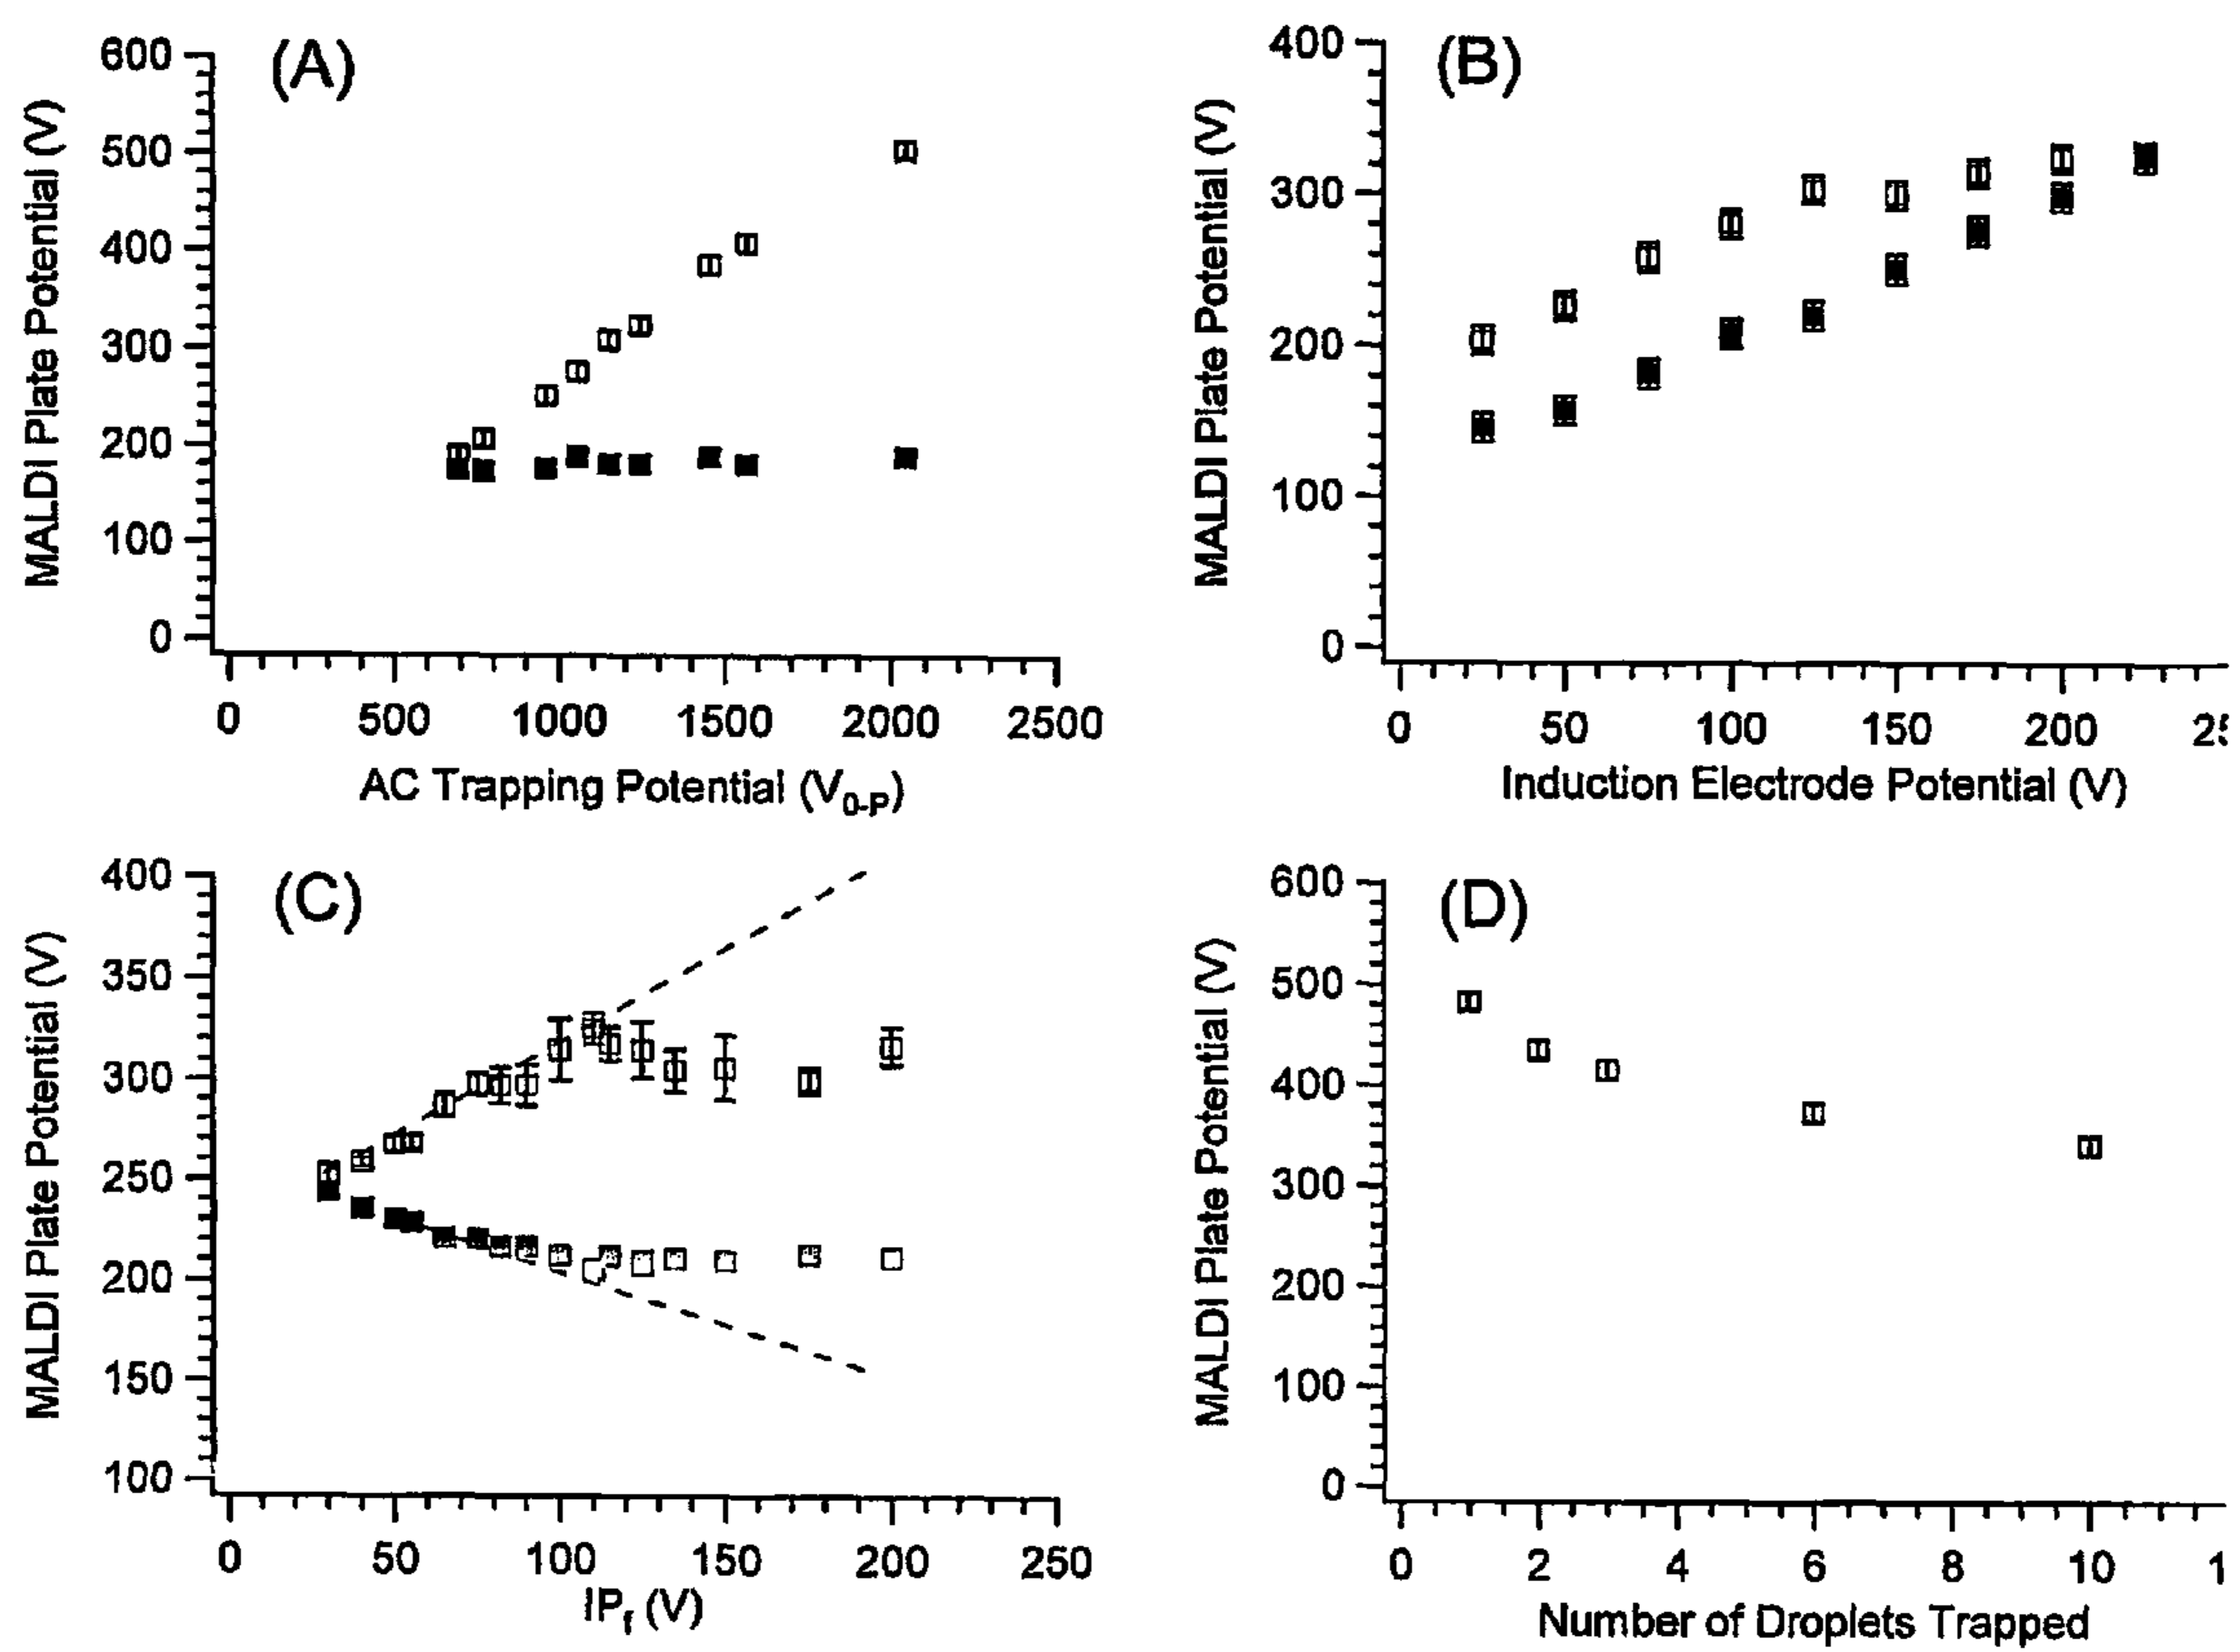 (A)
MALDI Plate Potential (V)
600
500
400
300
200
100
0
0 500 1000 1500 2000 2500
AC Trapping Potential (V0-P)
(B)
MALDI Plate Potential (V)
400
300
200
100
0
0 50 100 150 200
Induction Electrode Potential (V)
(C)
MALDI Plate Potential (V)
400
350
300
250
200
150
100
0 50 100 150 200 250
IPf (V)
(D)
MALDI Plate Potential (V)
600
500
400
300
200
100
0
0 2 4 6 8 10 1
Number of Droplets Trapped